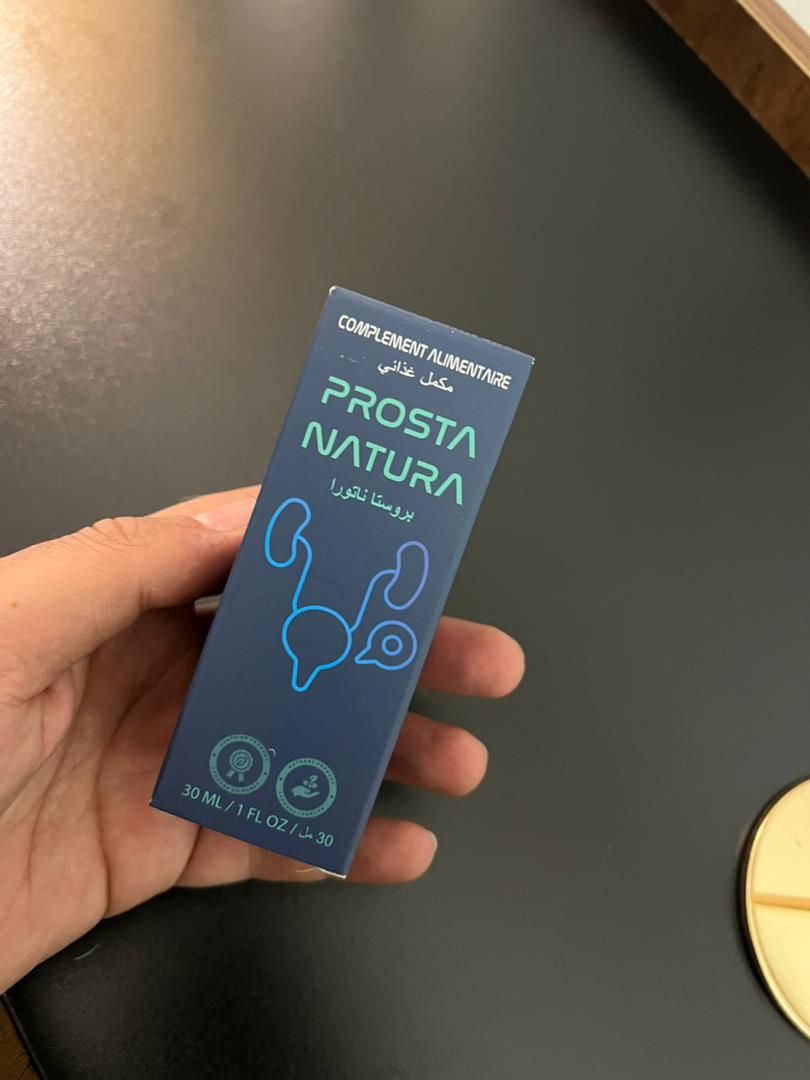 COMPLEMENT ALIMENTAIRE
مكمل غذائي
PROSTA
NATURA
بروستا ناتورا
30 ML / 1 FL OZ / 30 مل